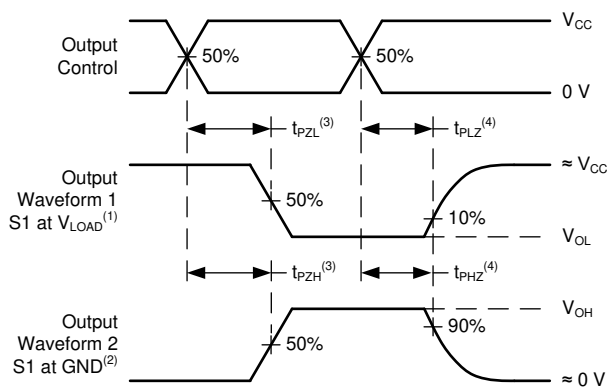 Output
Control
50%
50%
V_CC
0 V
t_PZL^(3)
t_PLZ^(4)
Output
Waveform 1
S1 at V_LOAD^(1)
50%
10%
≈ V_CC
V_OL
t_PZH^(3)
t_PHZ^(4)
Output
Waveform 2
S1 at GND^(2)
50%
90%
V_OH
≈ 0 V